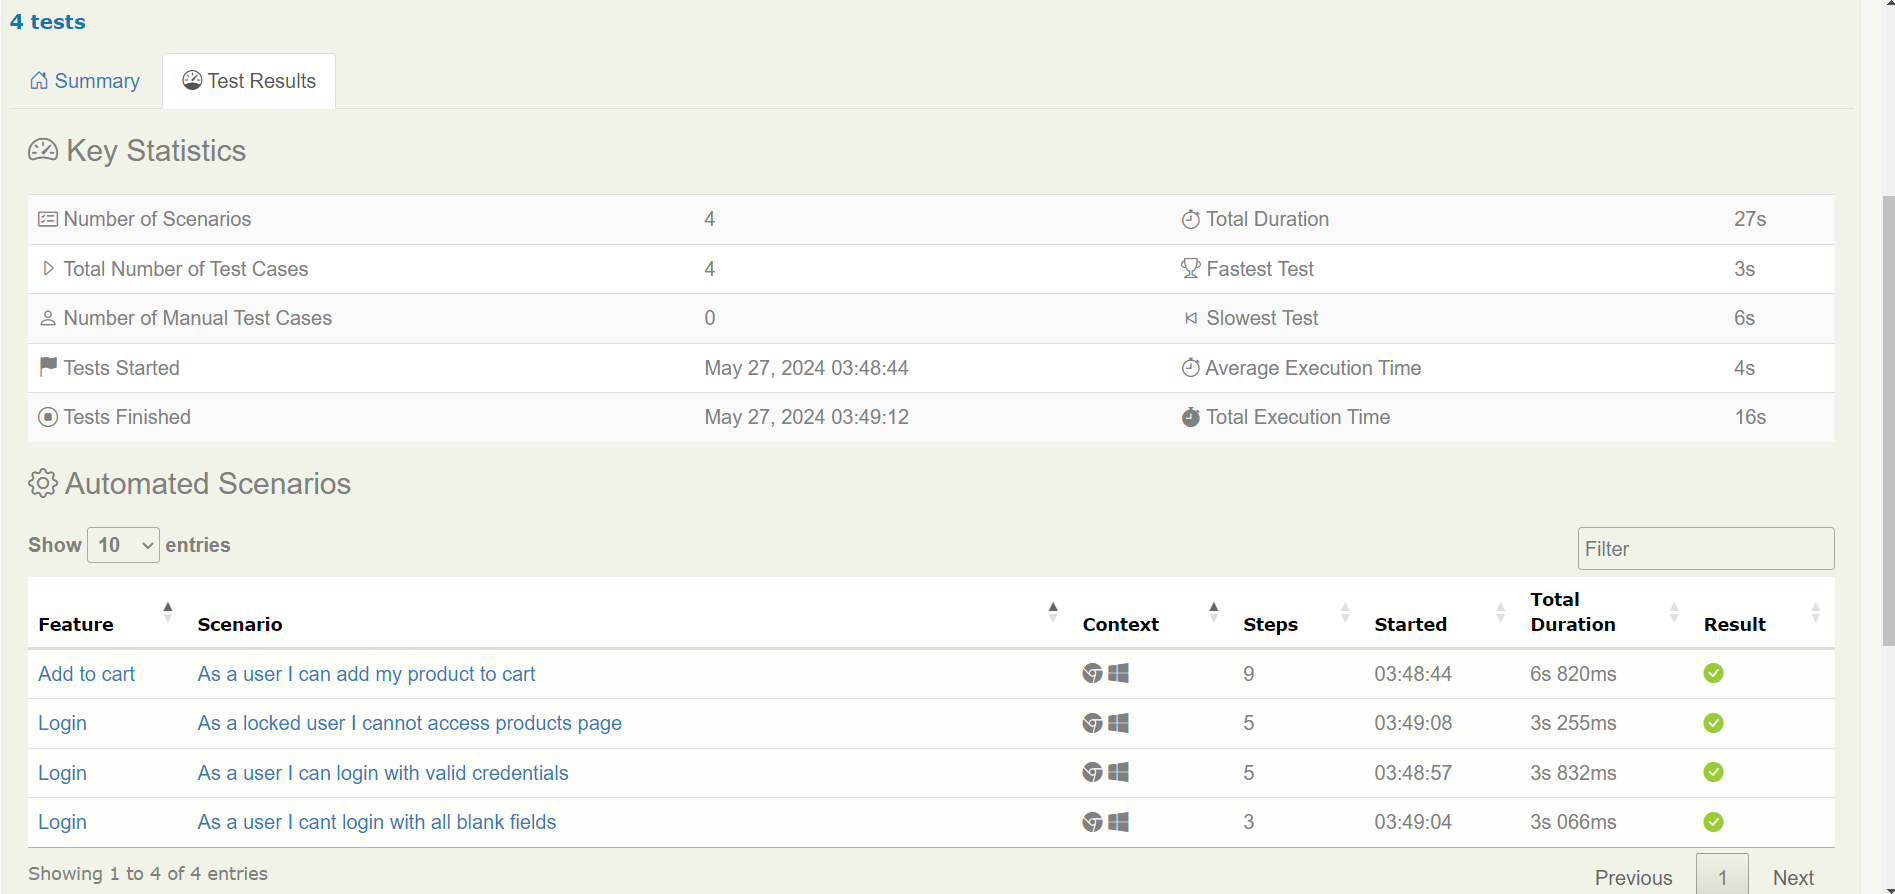 4 tests
Summary Test Results
Key Statistics
Number of Scenarios 4 Total Duration 27s
Total Number of Test Cases 4 Fastest Test 3s
Number of Manual Test Cases 0 Slowest Test 6s
Tests Started May 27, 2024 03:48:44 Average Execution Time 4s
Tests Finished May 27, 2024 03:49:12 Total Execution Time 16s
Automated Scenarios
Show 10 entries Filter
Feature Scenario Context Steps Started Total Duration Result
Add to cart As a user I can add my product to cart 9 03:48:44 6s 820ms
Login As a locked user I cannot access products page 5 03:49:08 3s 255ms
Login As a user I can login with valid credentials 5 03:48:57 3s 832ms
Login As a user I cant login with all blank fields 3 03:49:04 3s 066ms
Showing 1 to 4 of 4 entries Previous 1 Next